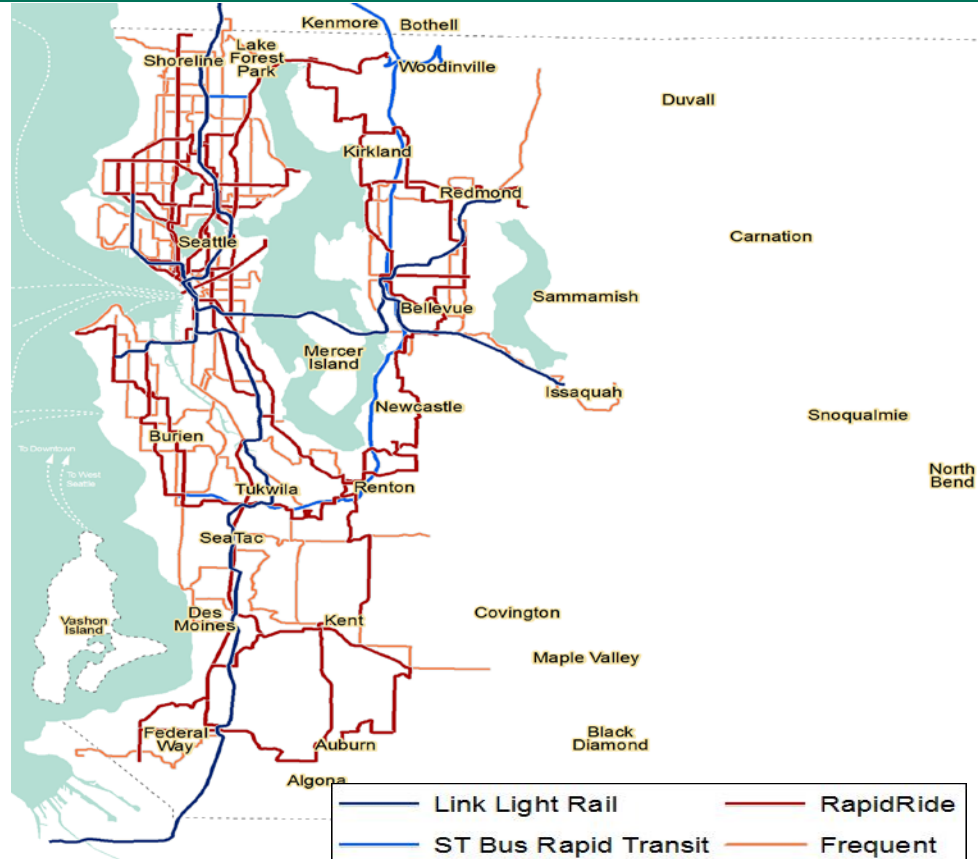 Kenmore
Bothell
Lake
Forest
Park
Shoreline
Woodinville
Duvall
Kirkland
Redmond
Carnation
Seattle
Sammamish
Bellevue
Mercer
Island
Issaquah
Newcastle
Snoqualmie
Burien
To Downtown
To West
Seattle
North
Bend
Tukwila
Renton
SeaTac
Des
Moines
Kent
Covington
Vashon
Island
Maple Valley
Federal
Way
Auburn
Black
Diamond
Algona
Link Light Rail
RapidRide
ST Bus Rapid Transit
Frequent